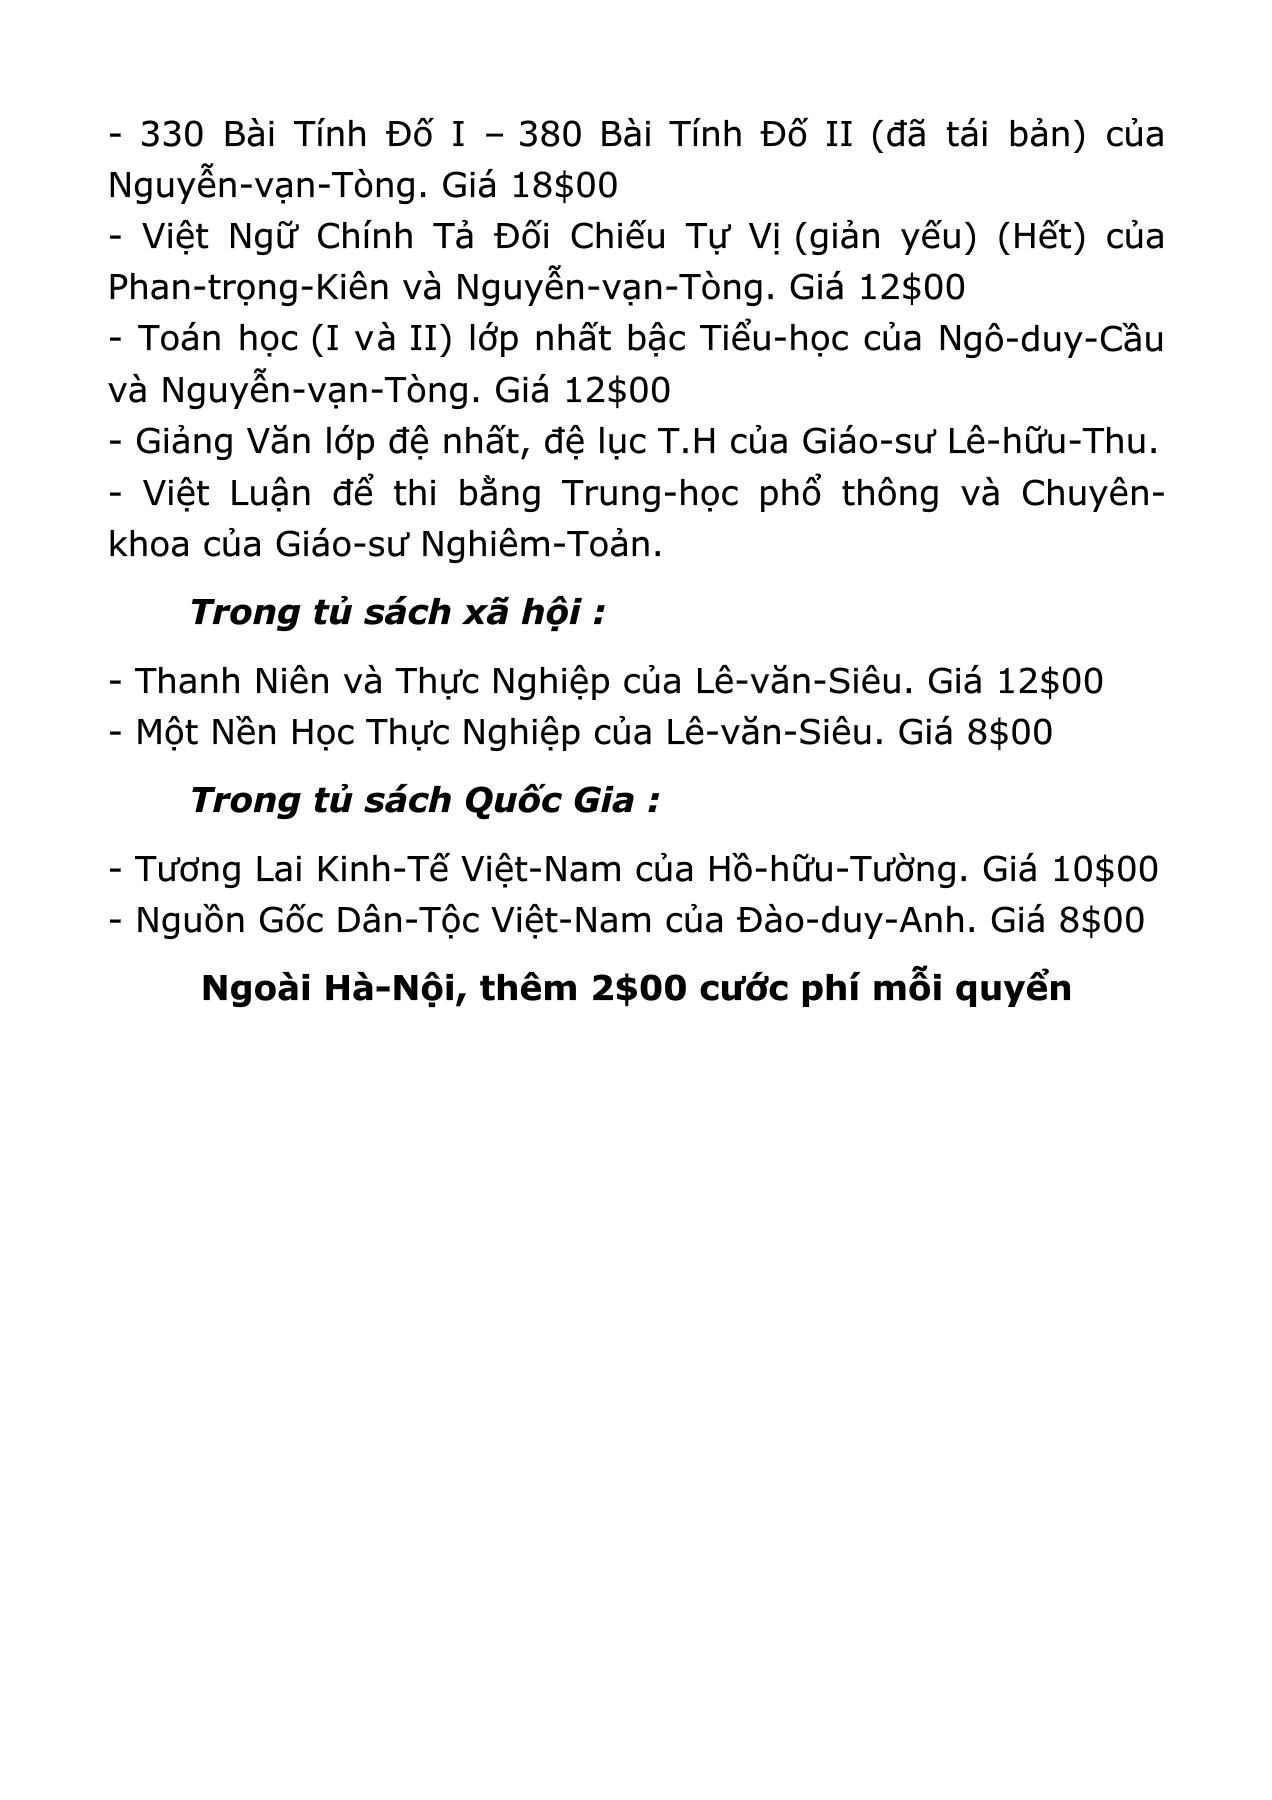 - 330 Bài Tính Đố I – 380 Bài Tính Đố II (đã tái bản) của
Nguyễn-vạn-Tòng. Giá 18$00
- Việt Ngữ Chính Tả Đối Chiếu Tự Vị (giản yếu) (Hết) của
Phan-trọng-Kiên và Nguyễn-vạn-Tòng. Giá 12$00
- Toán học (I và II) lớp nhất bậc Tiểu-học của Ngô-duy-Cầu
và Nguyễn-vạn-Tòng. Giá 12$00
- Giảng Văn lớp đệ nhất, đệ lục T.H của Giáo-sư Lê-hữu-Thu.
- Việt Luận để thi bằng Trung-học phổ thông và Chuyên-
khoa của Giáo-sư Nghiêm-Toản.
Trong tủ sách xã hội :
- Thanh Niên và Thực Nghiệp của Lê-văn-Siêu. Giá 12$00
- Một Nền Học Thực Nghiệp của Lê-văn-Siêu. Giá 8$00
Trong tủ sách Quốc Gia :
- Tương Lai Kinh-Tế Việt-Nam của Hồ-hữu-Tường. Giá 10$00
- Nguồn Gốc Dân-Tộc Việt-Nam của Đào-duy-Anh. Giá 8$00
Ngoài Hà-Nội, thêm 2$00 cước phí mỗi quyển